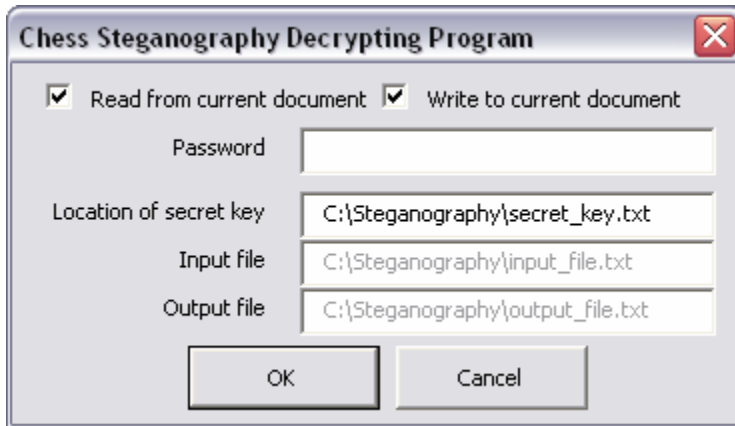 Chess Steganography Decrypting Program
Read from current document Write to current document
Password
Location of secret key C:\Steganography\secret_key.txt
Input file C:\Steganography\input_file.txt
Output file C:\Steganography\output_file.txt
OK Cancel